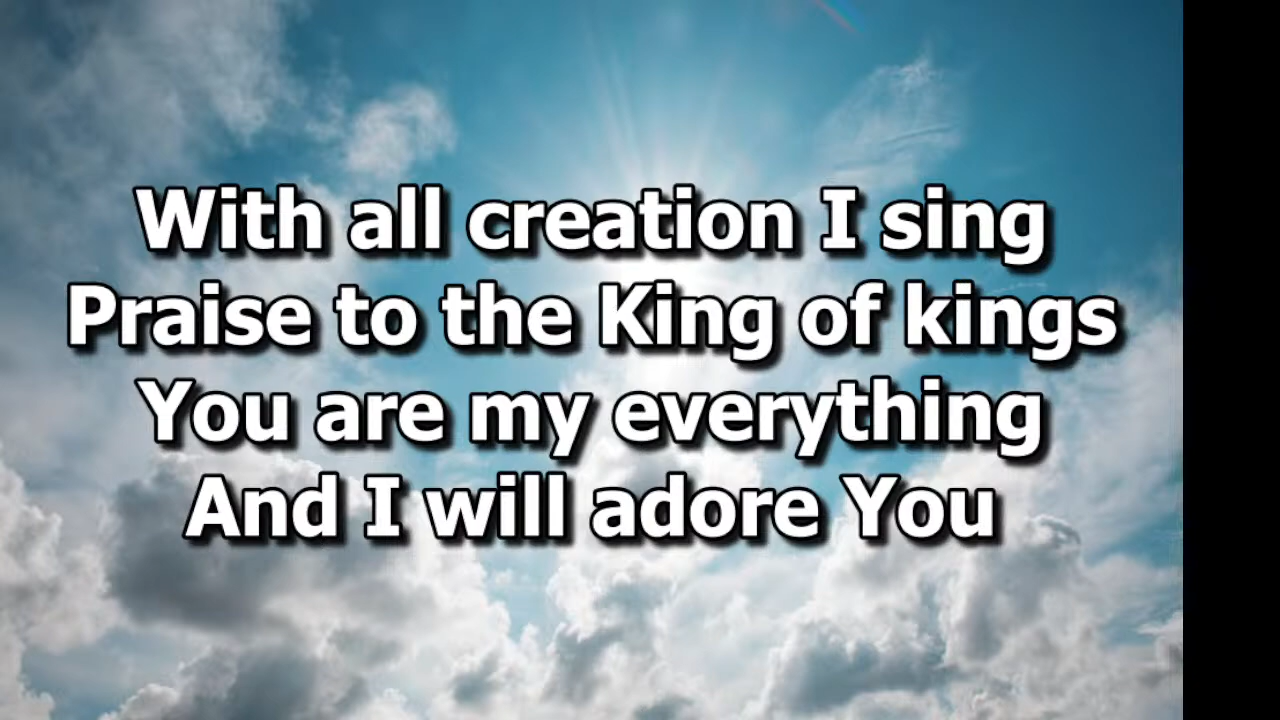 With all creation I sing
Praise to the King of kings
You are my everything
And I will adore You